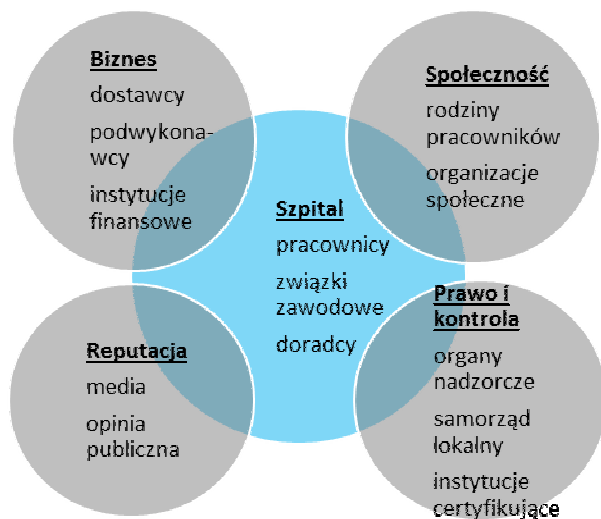 Biznes
dostawcy
podwykona-
wcy
instytucje
finansowe
Społeczność
rodziny
pracowników
organizacje
społeczne
Szpital
pracownicy
związki
zawodowe
doradcy
Reputacja
media
opinia
publiczna
Prawo i
kontrola
organy
nadzorcze
samorząd
lokalny
instytucje
certyfikujące